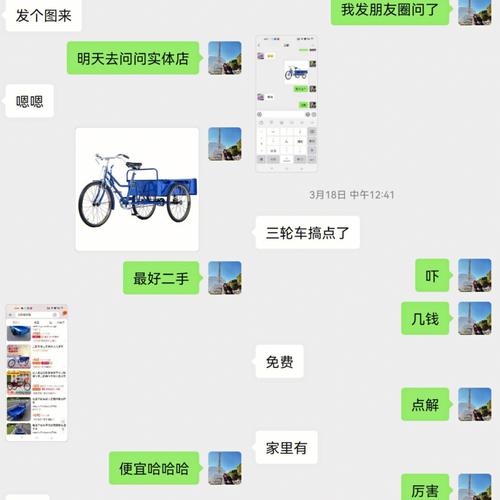 发个图来
明天去问问实体店
嗯嗯
最好二手
便宜哈哈哈
我发朋友圈问了
3月18日 中午12:41
三轮车搞点了
吓
几钱
免费
点解
家里有
厉害